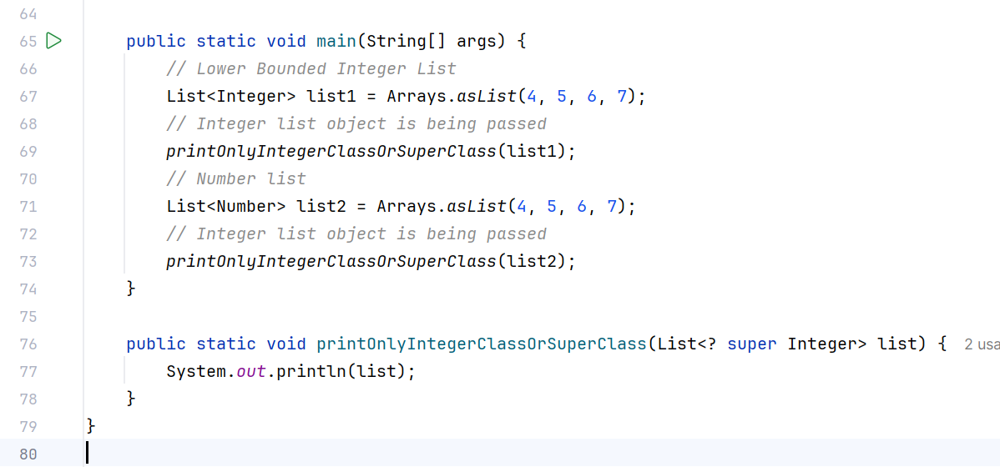 64
65 public static void main(String[] args) {
66 // Lower Bounded Integer List
67 List<Integer> list1 = Arrays.asList(4, 5, 6, 7);
68 // Integer list object is being passed
69 printOnlyIntegerClassOrSuperClass(list1);
70 // Number list
71 List<Number> list2 = Arrays.asList(4, 5, 6, 7);
72 // Integer list object is being passed
73 printOnlyIntegerClassOrSuperClass(list2);
74 }
75
76 public static void printOnlyIntegerClassOrSuperClass(List<? super Integer> list) { 2 usa
77 System.out.println(list);
78 }
79 }
80